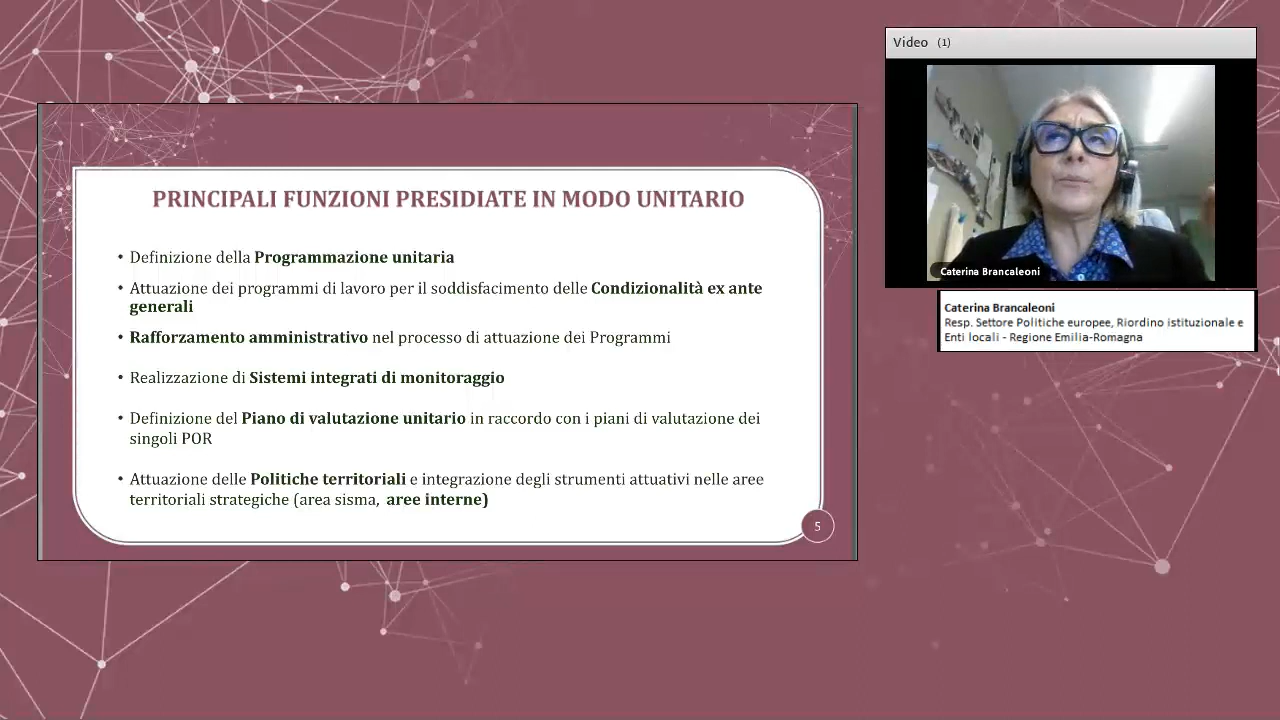 PRINCIPALI FUNZIONI PRESIDIATE IN MODO UNITARIO
• Definizione della Programmazione unitaria
• Attuazione dei programmi di lavoro per il soddisfacimento delle Condizionalità ex ante
generali
• Rafforzamento amministrativo nel processo di attuazione dei Programmi
• Realizzazione di Sistemi integrati di monitoraggio
• Definizione del Piano di valutazione unitario in raccordo con i piani di valutazione dei
singoli POR
• Attuazione delle Politiche territoriali e integrazione degli strumenti attuativi nelle aree
territoriali strategiche (area sisma, aree interne)
5
Video (1)
Caterina Brancaleoni
Caterina Brancaleoni
Resp. Settore Politiche europee, Riordino istituzionale e
Enti locali - Regione Emilia-Romagna